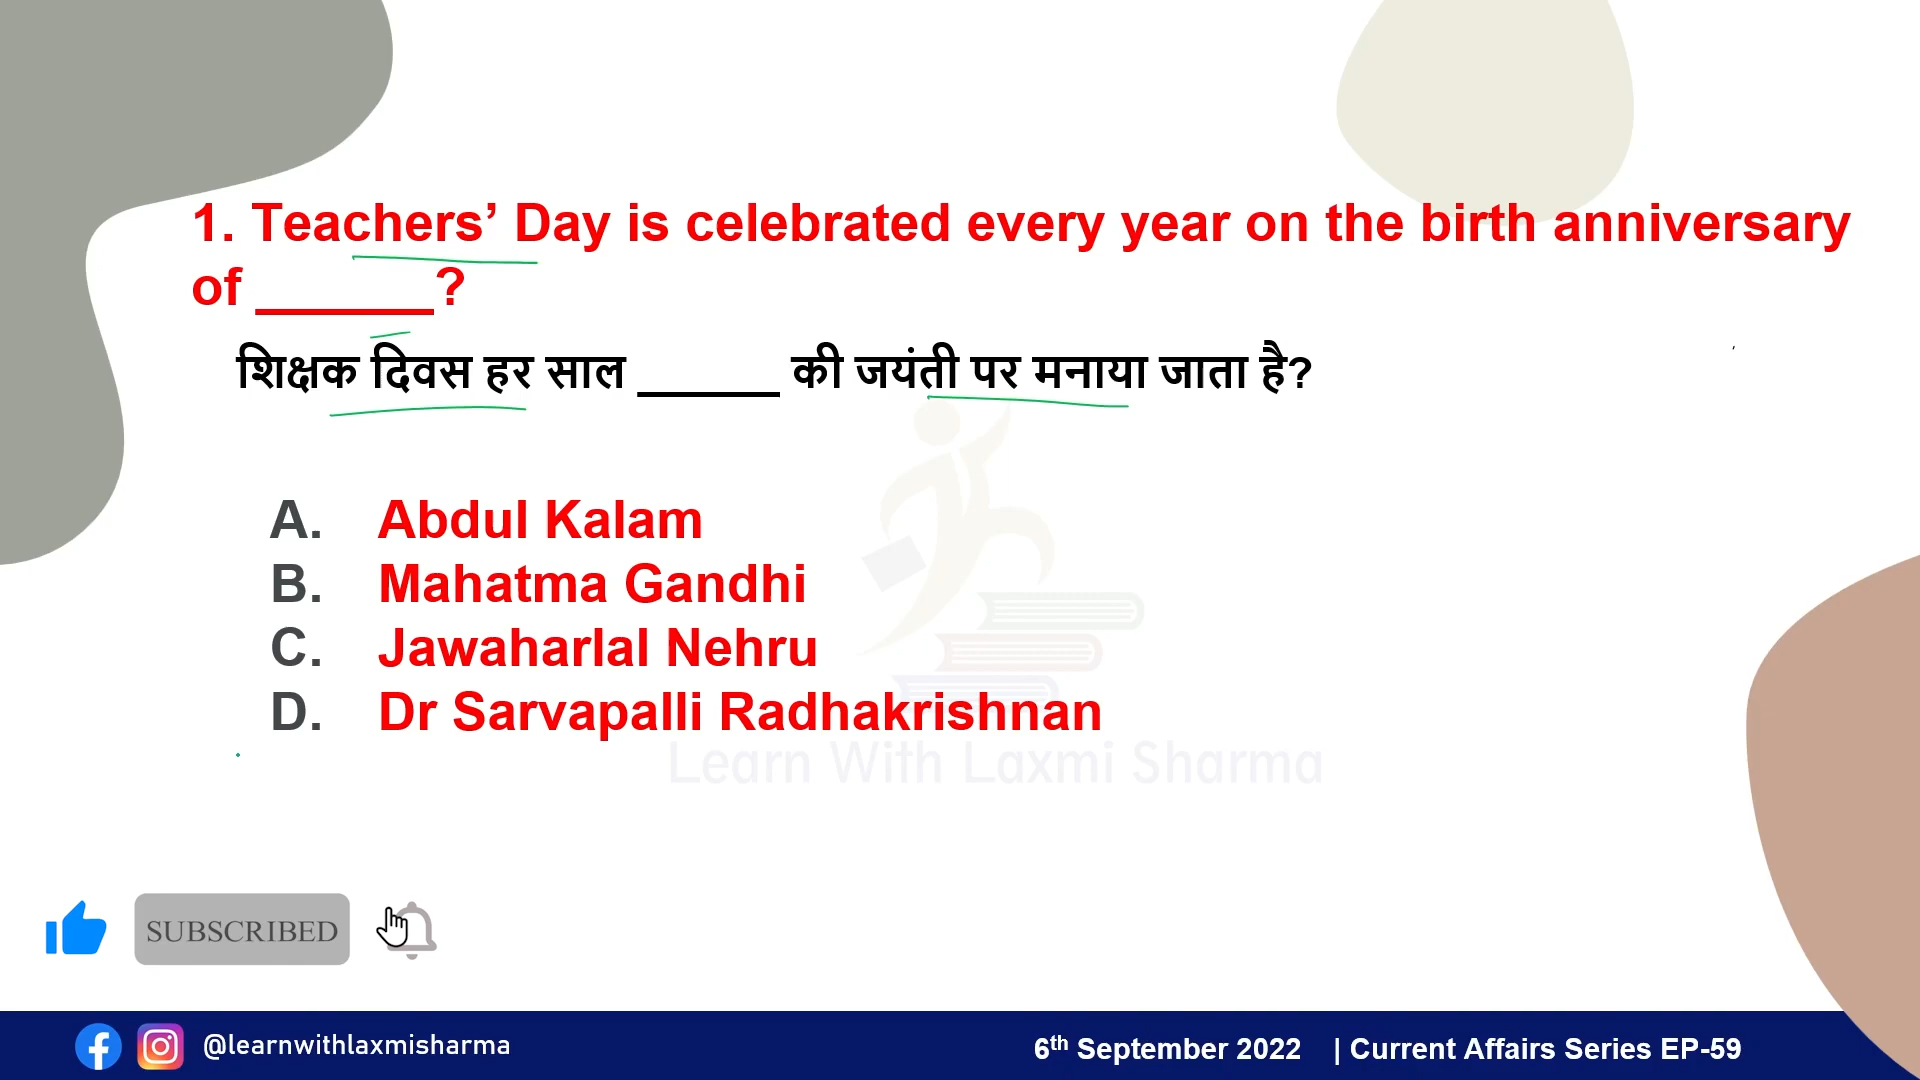 1. Teachers’ Day is celebrated every year on the birth anniversary
of ______?
शिक्षक दिवस हर साल ______ की जयंती पर मनाया जाता है?
A. Abdul Kalam
B. Mahatma Gandhi
C. Jawaharlal Nehru
D. Dr Sarvapalli Radhakrishnan
Learn With Laxmi Sharma
SUBSCRIBED
@learnwithlaxmisharma
6th September 2022 | Current Affairs Series EP-59